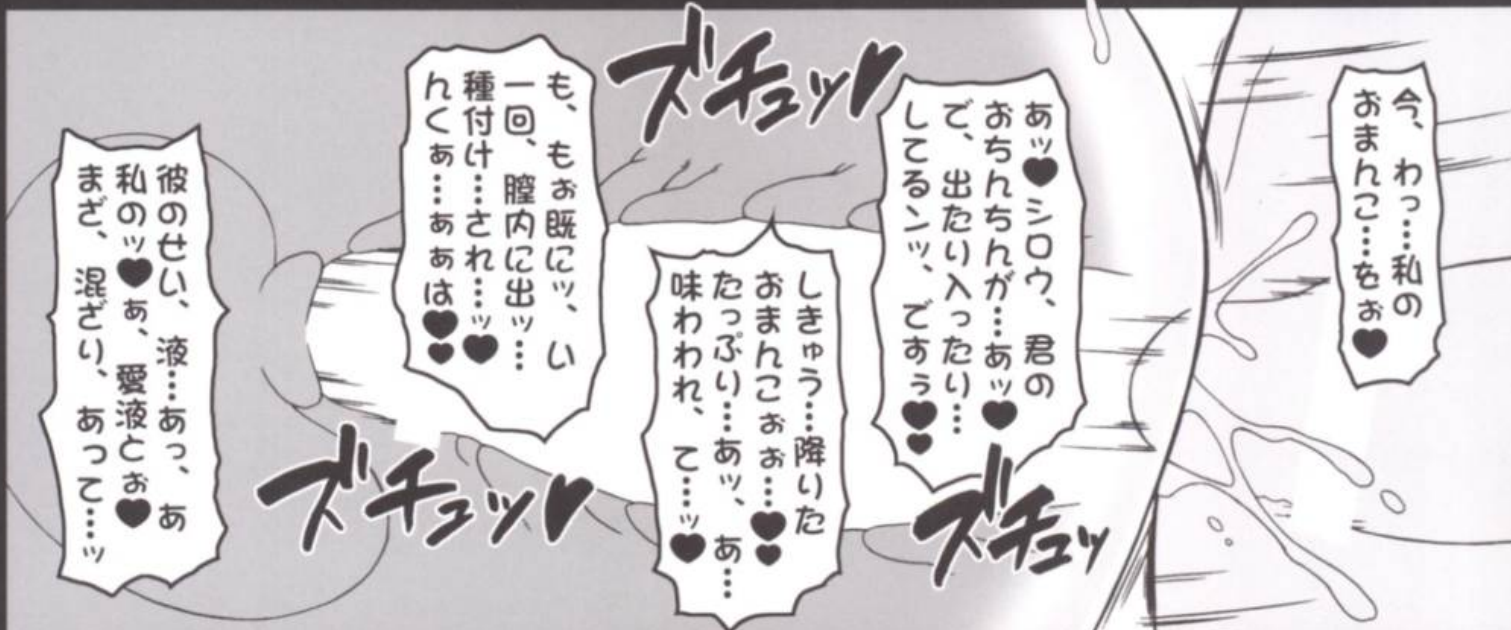 今、わっ…私の
おまんこ…をぉ♥
あッ♥シロウ、君の
おちんちんが…あッ♥
で、出たり入ったり…
してるンッ、ですぅ♥♥
しきゅう…降りた
おまんこぉぉ…♥♥
たっぷり…あッ、あ…
味わわれ、て…ッ♥
も、もぉ既にッ、い
一回、膣内に出ッ…
種付け…され…ッ♥
んくぁ…ぁぁは♥♥
彼のせい、液…あっ、あ
私のッ♥ぁ、愛液とぉ♥
まざ、混ざり、あって…ッ
ズチュッ
ズチュッ♥
ズチュッ♥